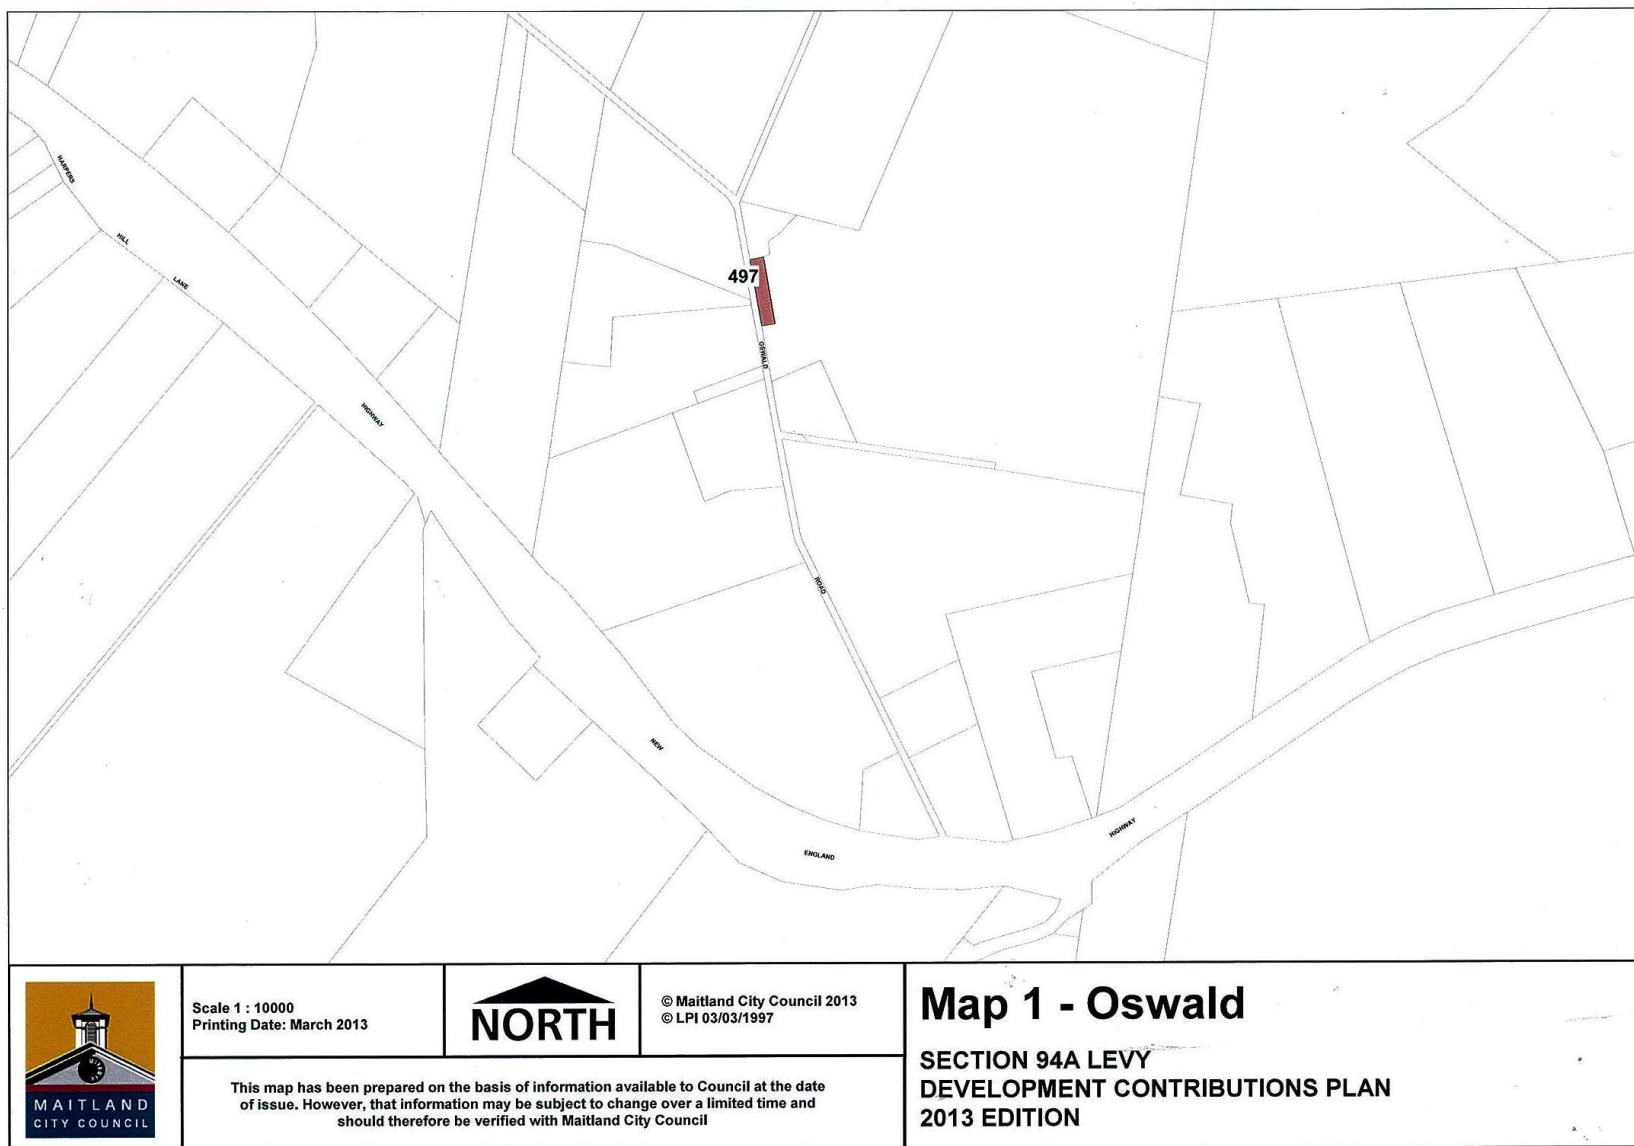 HARPERS
HILL
LANE
HIGHWAY
497
OSWALD
ROAD
NEW
ENGLAND
HIGHWAY
MAITLAND
CITY COUNCIL
Scale 1 : 10000
Printing Date: March 2013
NORTH
© Maitland City Council 2013
© LPI 03/03/1997
This map has been prepared on the basis of information available to Council at the date
of issue. However, that information may be subject to change over a limited time and
should therefore be verified with Maitland City Council
Map 1 - Oswald
SECTION 94A LEVY
DEVELOPMENT CONTRIBUTIONS PLAN
2013 EDITION